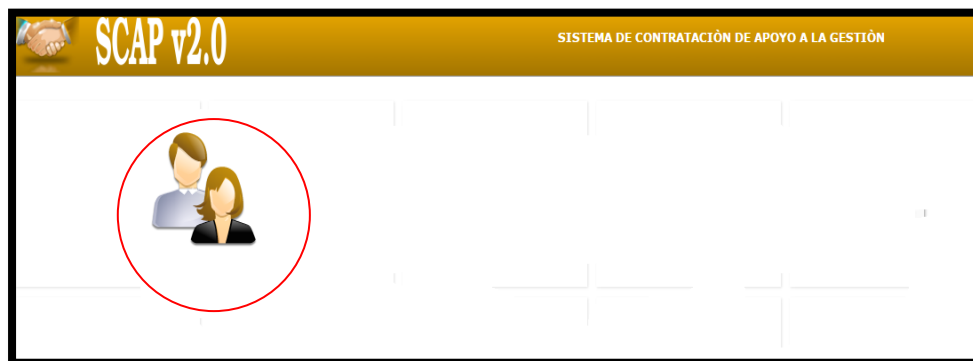 SCAP v2.0
SISTEMA DE CONTRATACIÒN DE APOYO A LA GESTIÒN